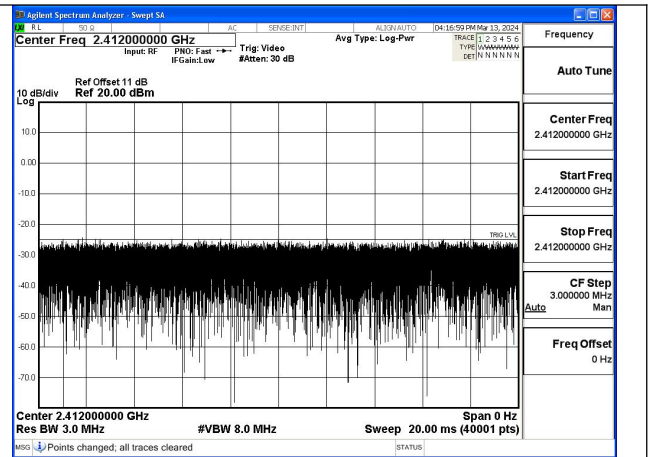 Agilent Spectrum Analyzer - Swept SA
RL 50 Ω AC SENSE:INT ALIGN AUTO 04:16:59 PM Mar 13, 2024
Center Freq 2.412000000 GHz Avg Type: Log-Pwr TRACE 1 2 3 4 5 6
Input: RF PNO: Fast Trig: Video TYPE WWWWWW
IFGain:Low #Atten: 30 dB DET N N N N N N
Ref Offset 11 dB
10 dB/div Ref 20.00 dBm
Log
10.0
0.00
-10.0
-20.0
TRIG LVL
-30.0
-40.0
-50.0
-60.0
-70.0
Center 2.412000000 GHz Span 0 Hz
Res BW 3.0 MHz #VBW 8.0 MHz Sweep 20.00 ms (40001 pts)
MSG Points changed; all traces cleared STATUS
Frequency
Auto Tune
Center Freq
2.412000000 GHz
Start Freq
2.412000000 GHz
Stop Freq
2.412000000 GHz
CF Step
3.000000 MHz
Auto Man
Freq Offset
0 Hz